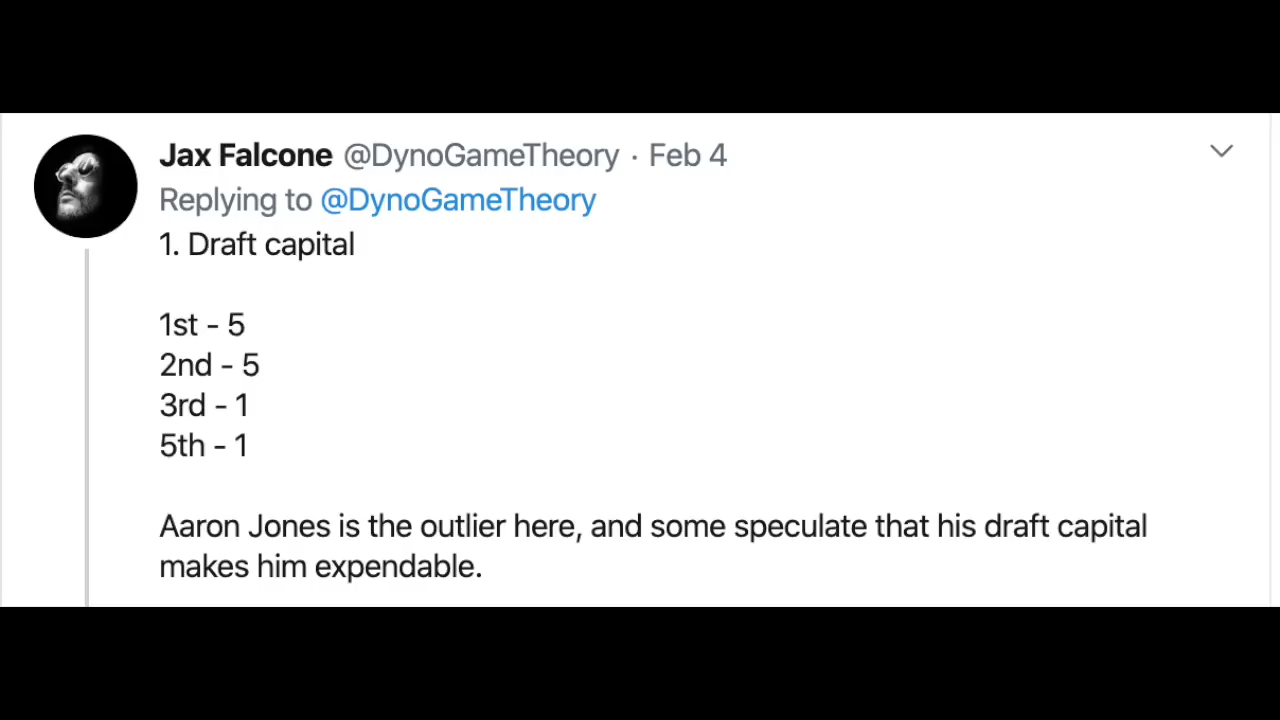 Jax Falcone @DynoGameTheory · Feb 4
Replying to @DynoGameTheory
1. Draft capital
1st - 5
2nd - 5
3rd - 1
5th - 1
Aaron Jones is the outlier here, and some speculate that his draft capital
makes him expendable.